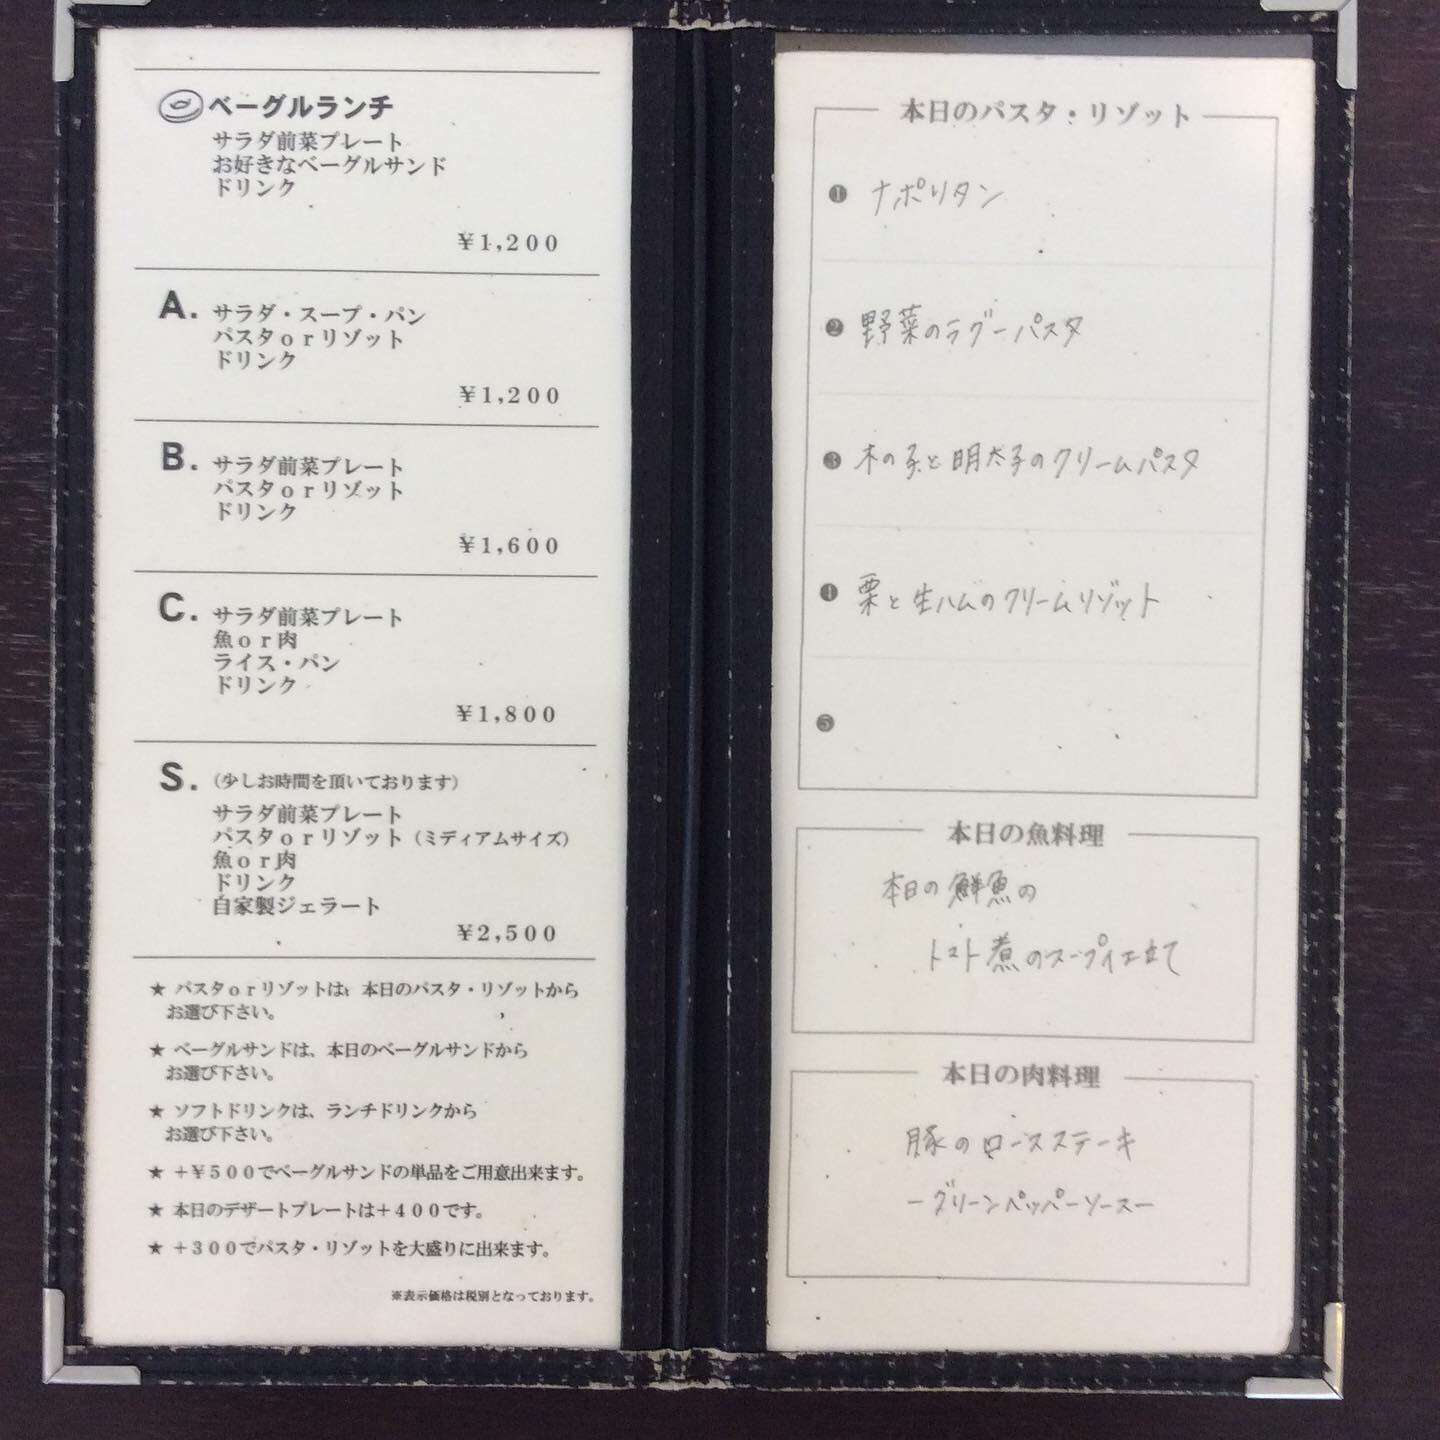 ベーグルランチ
サラダ前菜プレート
お好きなベーグルサンド
ドリンク
¥1,200
A. サラダ・スープ・パン
パスタorリゾット
ドリンク
¥1,200
B. サラダ前菜プレート
パスタorリゾット
ドリンク
¥1,600
C. サラダ前菜プレート
魚or肉
ライス・パン
ドリンク
¥1,800
S. (少しお時間を頂いております)
サラダ前菜プレート
パスタorリゾット(ミディアムサイズ)
魚or肉
ドリンク
自家製ジェラート
¥2,500
★ パスタorリゾットは、本日のパスタ・リゾットから
お選び下さい。
★ ベーグルサンドは、本日のベーグルサンドから
お選び下さい。
★ ソフトドリンクは、ランチドリンクから
お選び下さい。
★ +¥500でベーグルサンドの単品をご用意出来ます。
★ 本日のデザートプレートは+400です。
★ +300でパスタ・リゾットを大盛りに出来ます。
※表示価格は税別となっております。
本日のパスタ・リゾット
❶ ナポリタン
❷ 野菜のラグーパスタ
❸ 木の子と明太子のクリームパスタ
❹ 栗と生ハムのクリームリゾット
❺
本日の魚料理
本日の鮮魚の
トマト煮のスープ仕立て
本日の肉料理
豚のロースステーキ
ーグリーンペッパーソースー